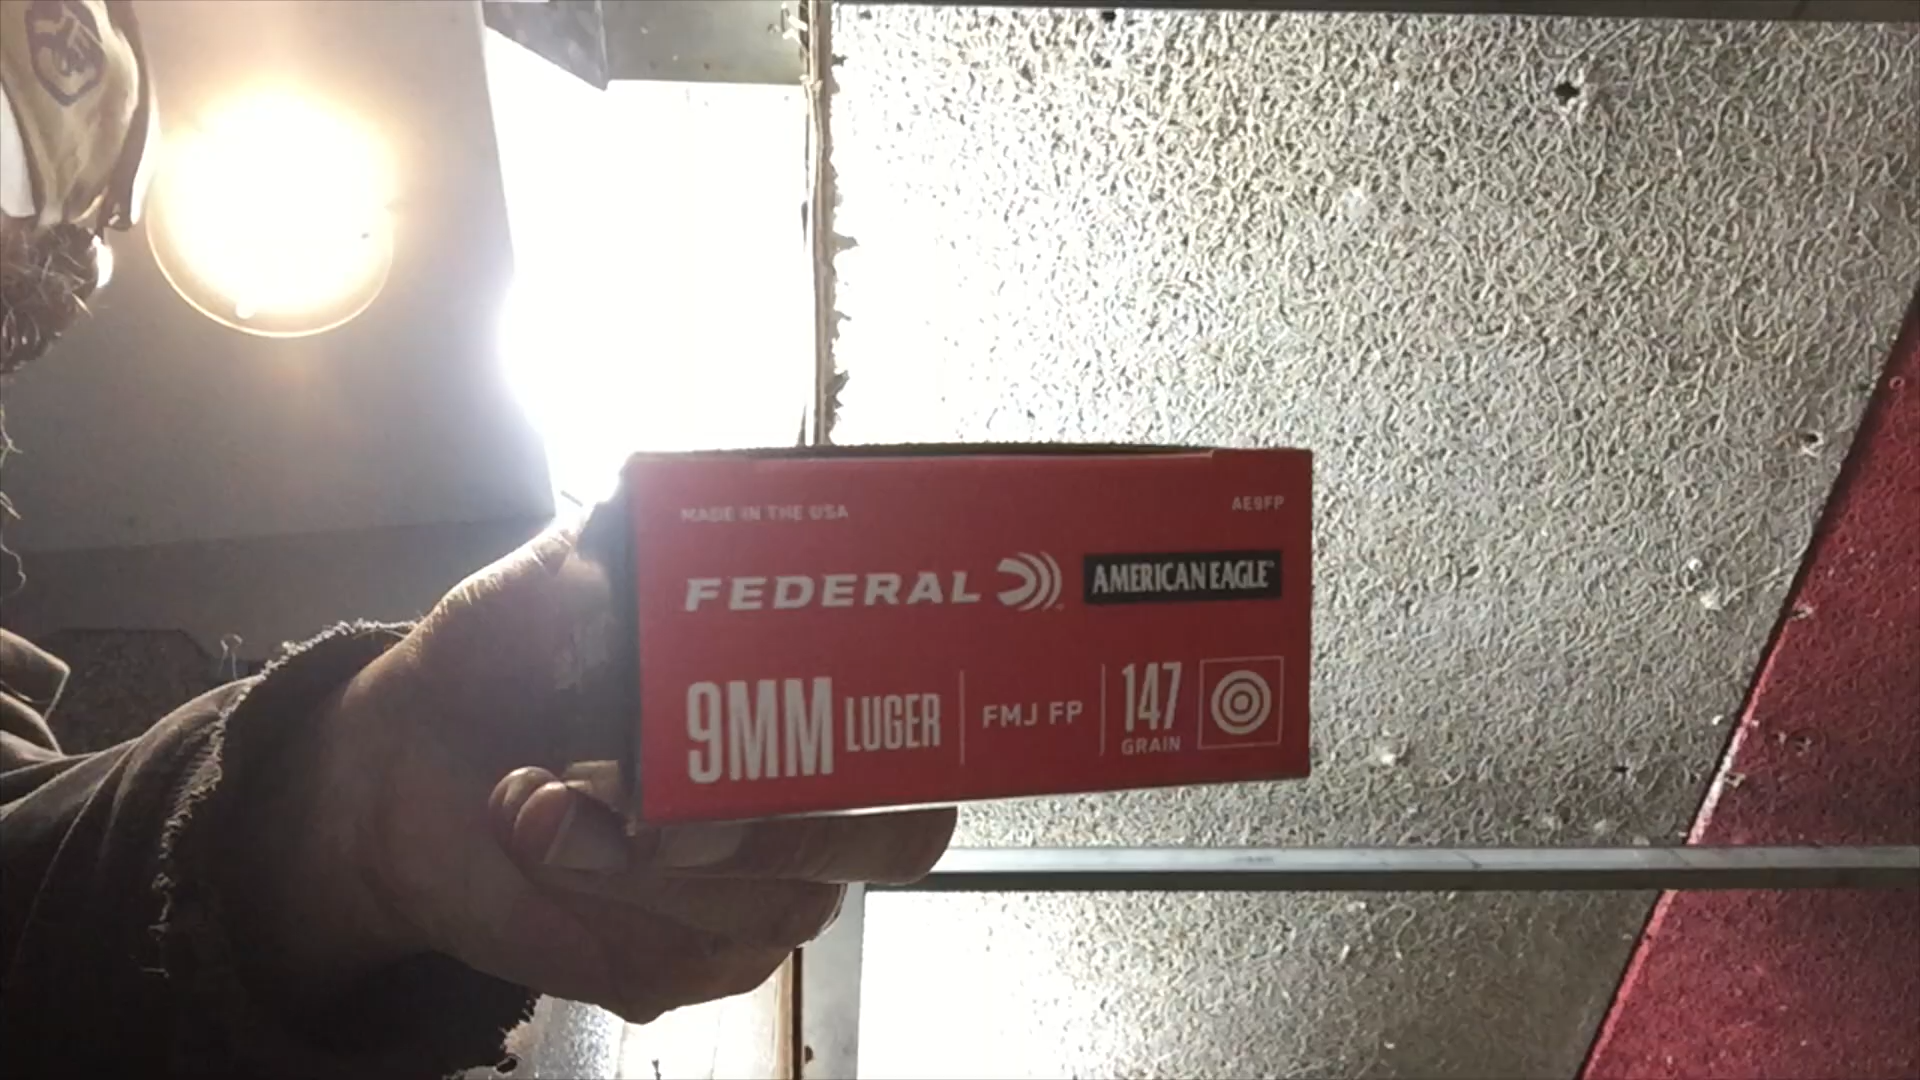 MADE IN THE USA
AE9FP
FEDERAL
AMERICAN EAGLE
9MM LUGER
FMJ FP
147
GRAIN